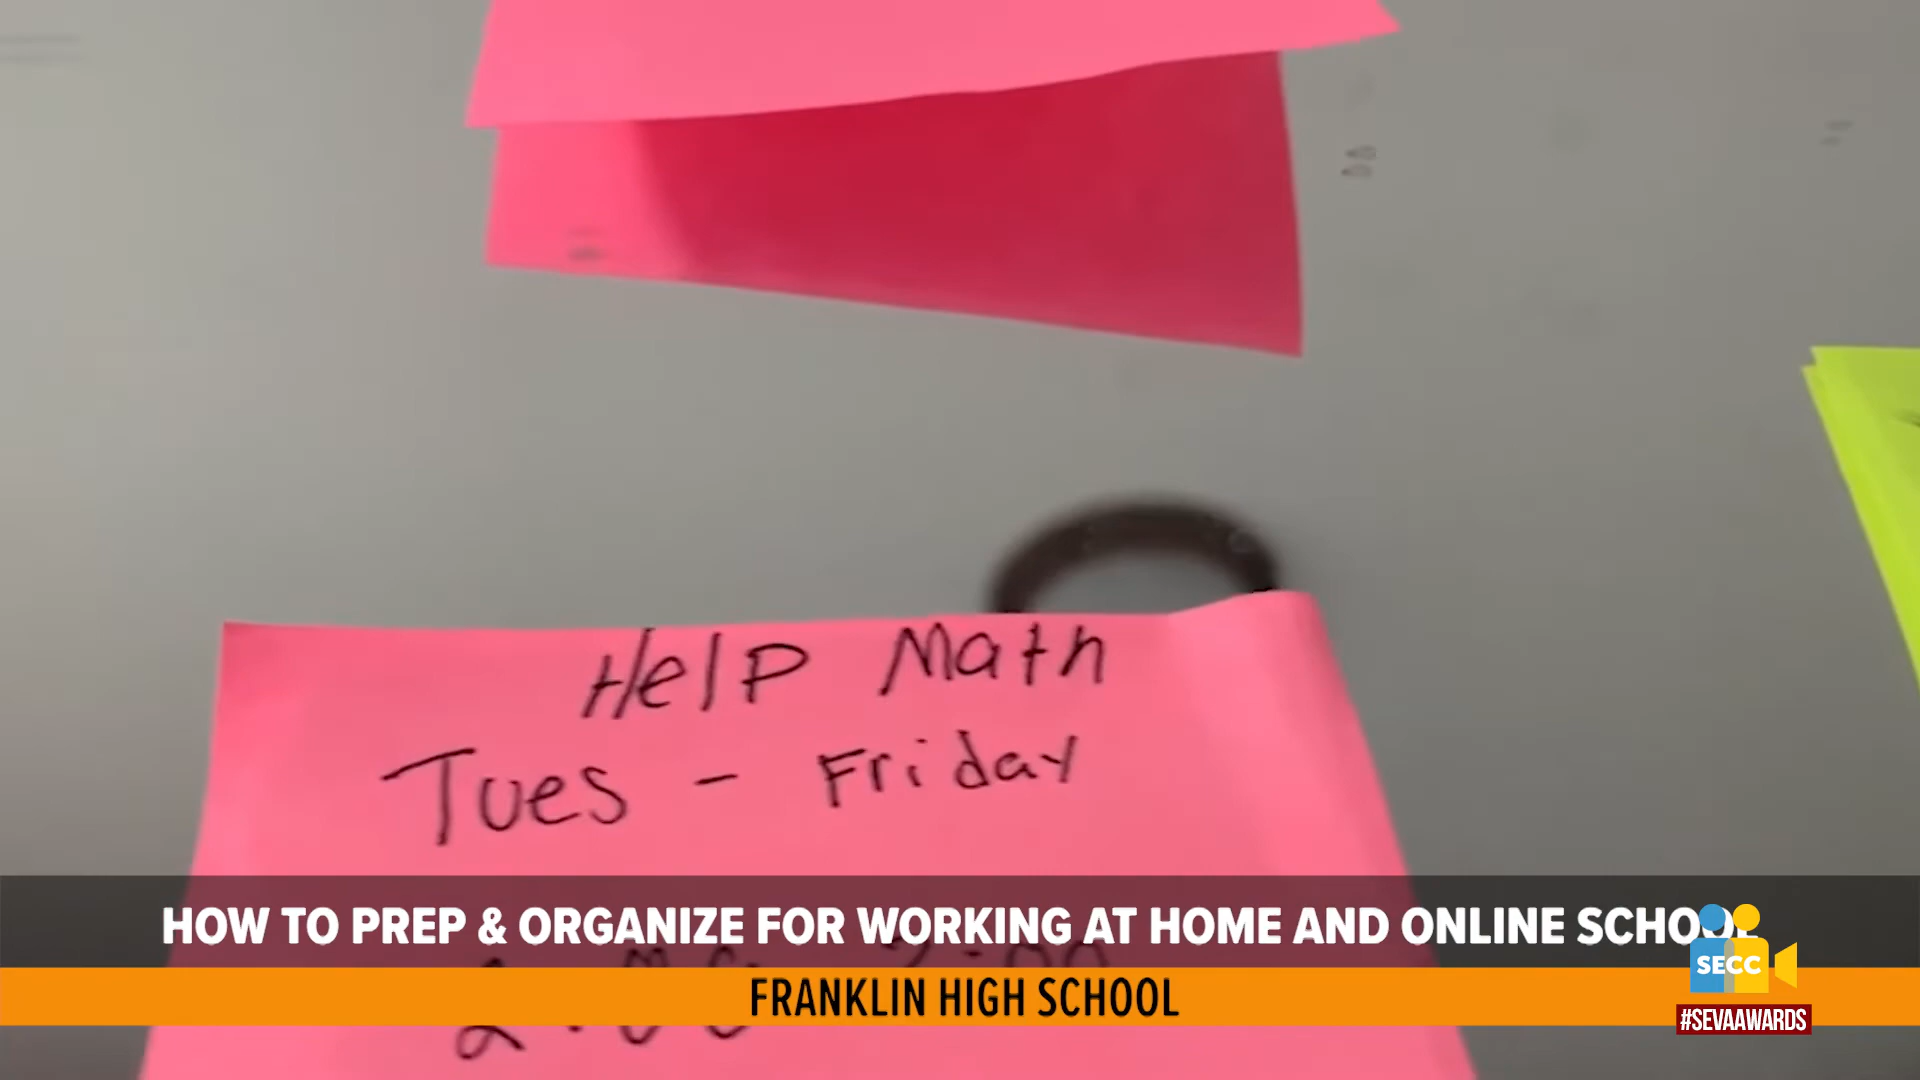 Help Math
Tues - Friday
HOW TO PREP & ORGANIZE FOR WORKING AT HOME AND ONLINE SCHOOL
FRANKLIN HIGH SCHOOL
SECC
#SEVAAWARDS